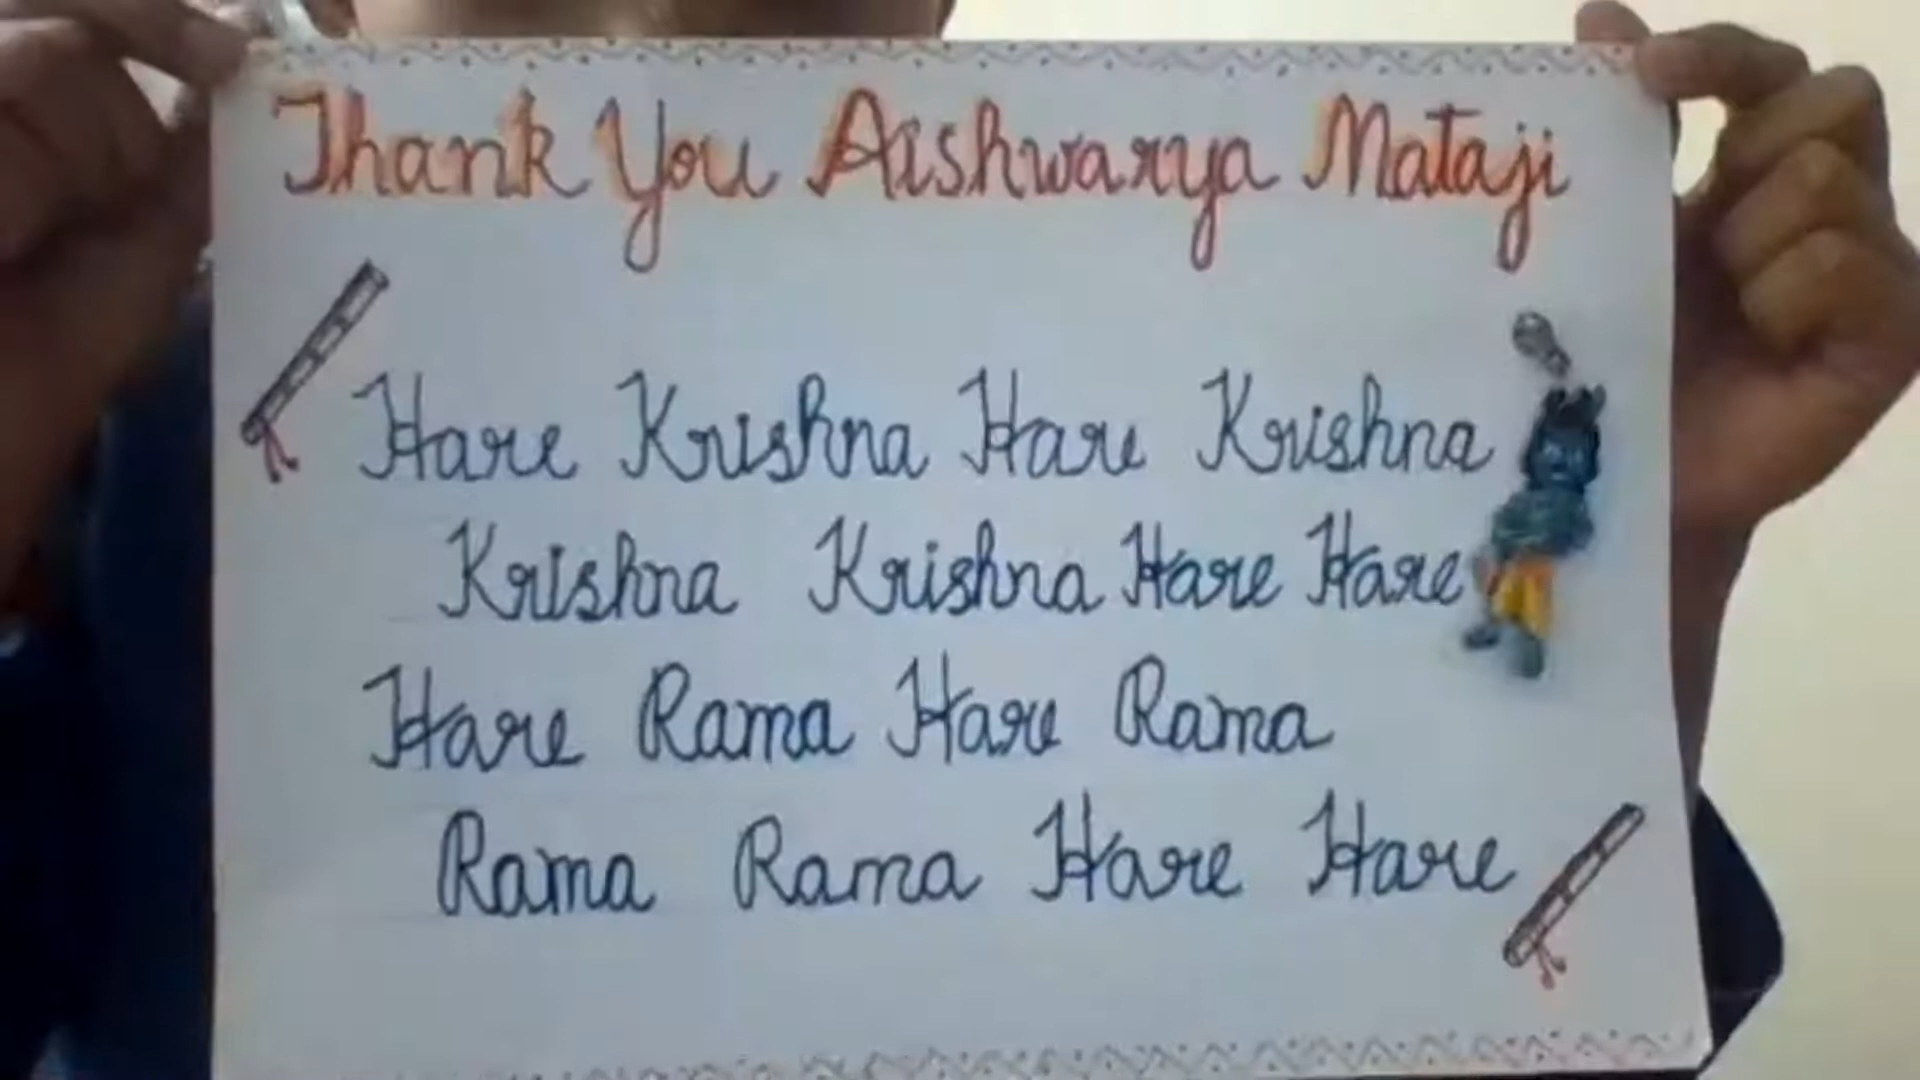 Thank You Aishwarya Mataji
Hare Krishna Hare Krishna
Krishna Krishna Hare Hare
Hare Rama Hare Rama
Rama Rama Hare Hare